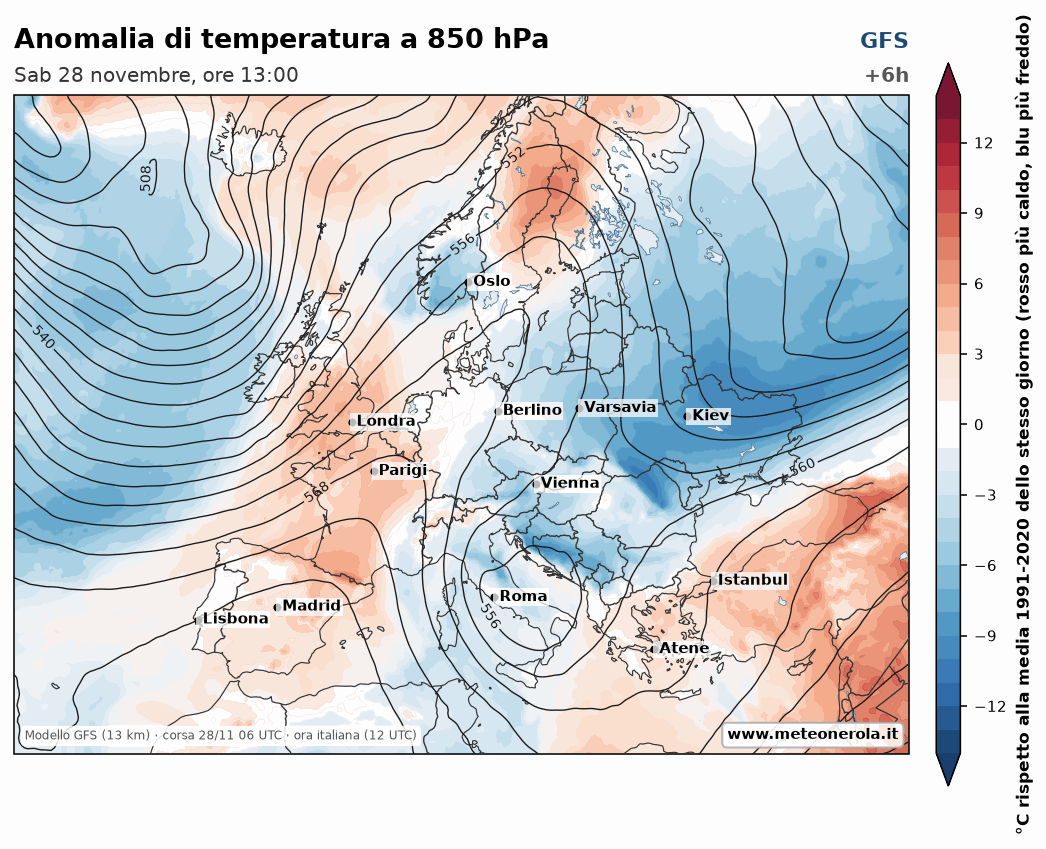 Anomalia di temperatura a 850 hPa
GFS
Sab 28 novembre, ore 13:00
+6h
508
552
556
540
Oslo
Berlino
Varsavia
Kiev
Londra
Parigi
568
560
Vienna
Istanbul
Roma
556
Madrid
Lisbona
Atene
Modello GFS (13 km) · corsa 28/11 06 UTC · ora italiana (12 UTC)
www.meteonerola.it
12
9
6
3
0
−3
−6
−9
−12
°C rispetto alla media 1991-2020 dello stesso giorno (rosso più caldo, blu più freddo)